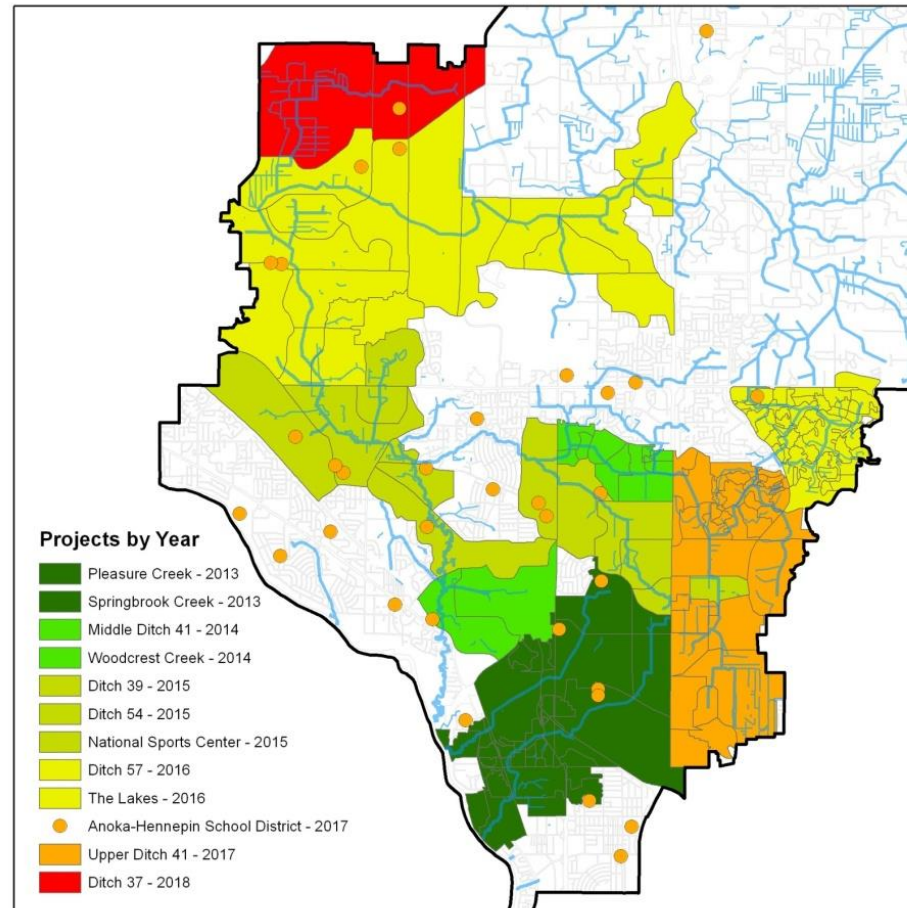 Projects by Year
Pleasure Creek - 2013
Springbrook Creek - 2013
Middle Ditch 41 - 2014
Woodcrest Creek - 2014
Ditch 39 - 2015
Ditch 54 - 2015
National Sports Center - 2015
Ditch 57 - 2016
The Lakes - 2016
Anoka-Hennepin School District - 2017
Upper Ditch 41 - 2017
Ditch 37 - 2018